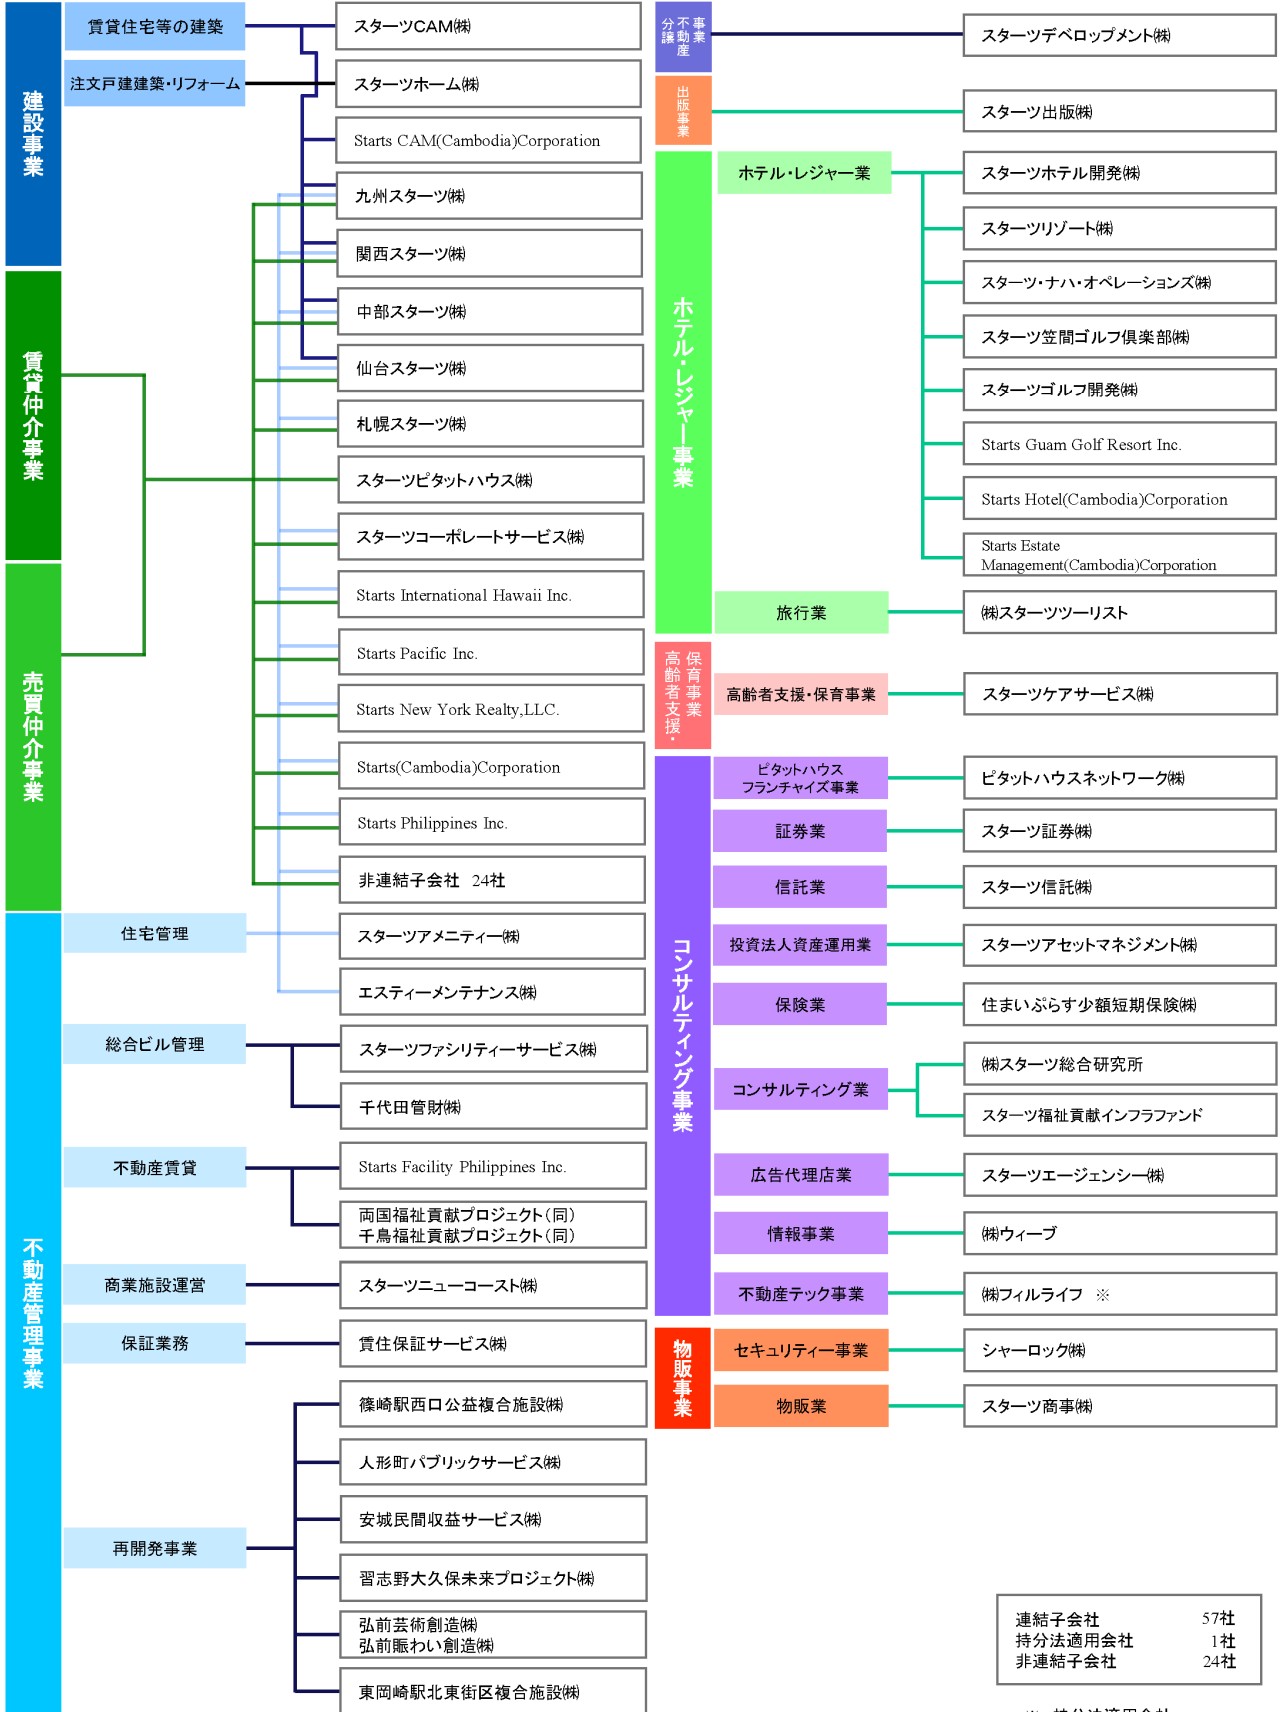 建設事業
賃貸住宅等の建築
スターツCAM㈱
注文戸建建築・リフォーム
スターツホーム㈱
Starts CAM(Cambodia)Corporation
九州スターツ㈱
関西スターツ㈱
中部スターツ㈱
仙台スターツ㈱
札幌スターツ㈱
賃貸仲介事業
スターツピタットハウス㈱
スターツコーポレートサービス㈱
Starts International Hawaii Inc.
Starts Pacific Inc.
Starts New York Realty,LLC.
売買仲介事業
Starts(Cambodia)Corporation
Starts Philippines Inc.
非連結子会社 24社
不動産管理事業
住宅管理
スターツアメニティー㈱
エスティーメンテナンス㈱
総合ビル管理
スターツファシリティーサービス㈱
千代田管財㈱
不動産賃貸
Starts Facility Philippines Inc.
両国福祉貢献プロジェクト（同）
千鳥福祉貢献プロジェクト（同）
商業施設運営
スターツニューコースト㈱
保証業務
賃住保証サービス㈱
再開発事業
篠崎駅西口公益複合施設㈱
人形町パブリックサービス㈱
安城民間収益サービス㈱
習志野大久保未来プロジェクト㈱
弘前芸術創造㈱
弘前賑わい創造㈱
東岡崎駅北東街区複合施設㈱
事業
不動産
分譲
スターツデベロップメント㈱
出版事業
スターツ出版㈱
ホテル・レジャー事業
ホテル・レジャー業
スターツホテル開発㈱
スターツリゾート㈱
スターツ・ナハ・オペレーションズ㈱
スターツ笠間ゴルフ倶楽部㈱
スターツゴルフ開発㈱
Starts Guam Golf Resort Inc.
Starts Hotel(Cambodia)Corporation
Starts Estate
Management(Cambodia)Corporation
旅行業
㈱スターツツーリスト
保育事業
高齢者支援・
高齢者支援・保育事業
スターツケアサービス㈱
コンサルティング事業
ピタットハウス
フランチャイズ事業
ピタットハウスネットワーク㈱
証券業
スターツ証券㈱
信託業
スターツ信託㈱
投資法人資産運用業
スターツアセットマネジメント㈱
保険業
住まいぷらす少額短期保険㈱
コンサルティング業
㈱スターツ総合研究所
スターツ福祉貢献インフラファンド
広告代理店業
スターツエージェンシー㈱
情報事業
㈱ウィーブ
不動産テック事業
㈱フィルライフ ※
物販事業
セキュリティー事業
シャーロック㈱
物販業
スターツ商事㈱
連結子会社 57社
持分法適用会社 1社
非連結子会社 24社
※ 持分法適用会社